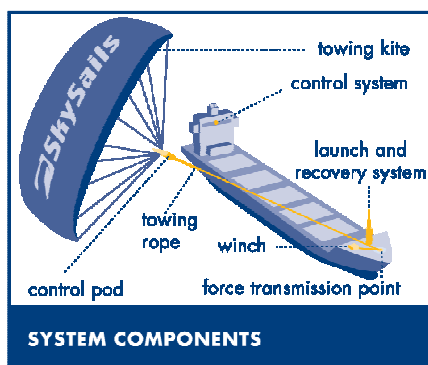 SkySails
towing kite
control system
launch and
recovery system
towing
rope
winch
control pod
force transmission point
SYSTEM COMPONENTS